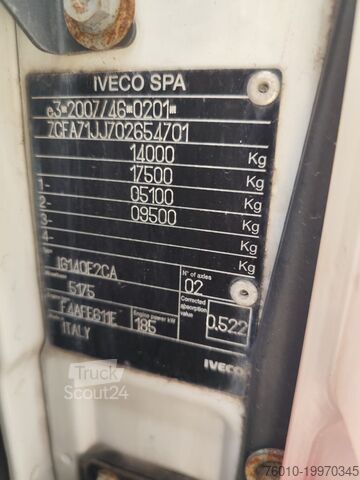 IVECO SPA
e3*2007/46*0201*
ZCFA71JJ702654701
14000 Kg
17500 Kg
1- 05100 Kg
2- 09500 Kg
3- Kg
4- Kg
IG140E2CA N° of axles 02
5175 Corrected absorption value 0.522
F4AFE611E Engine power kW 185
ITALY
IVECO
Truck
Scout24
76010-19970345